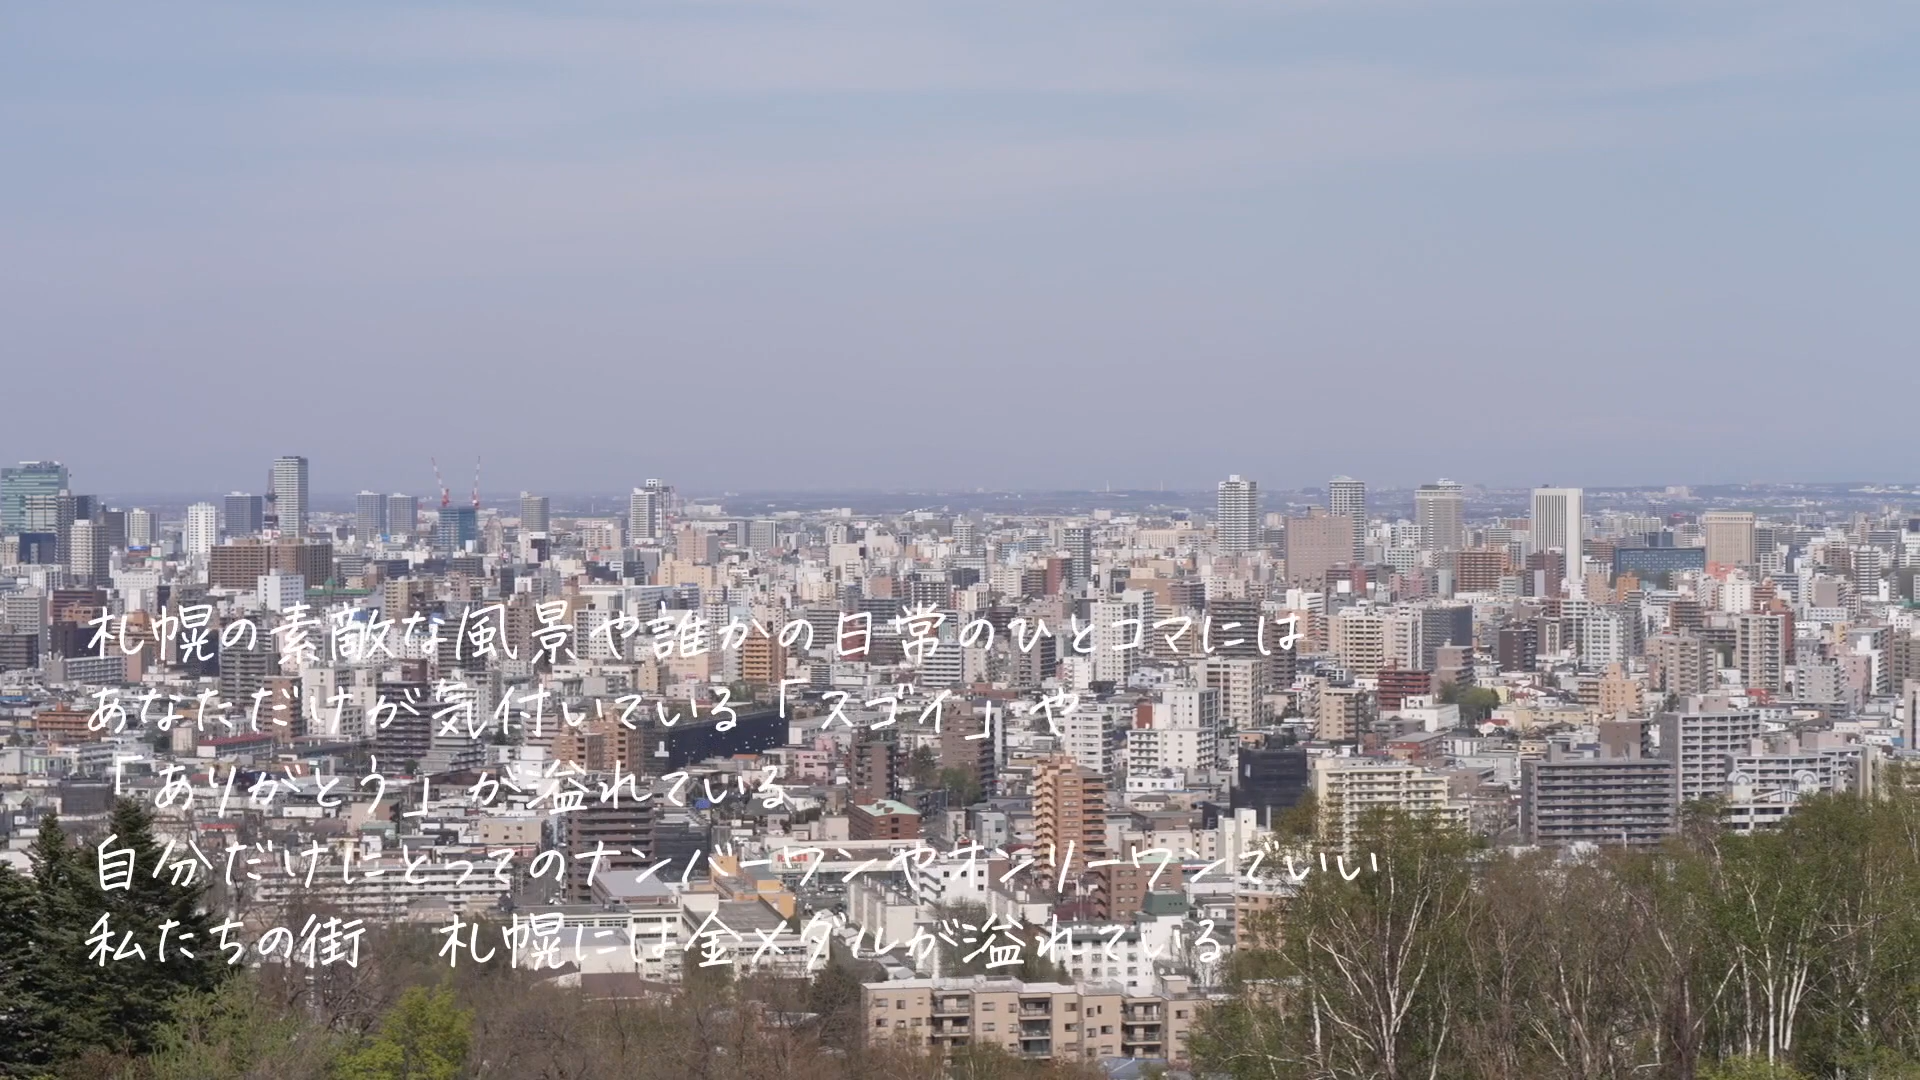 札幌の素敵な風景や誰かの日常のひとコマには
あなただけが気付いている「スゴイ」や
「ありがとう」が溢れている
自分だけにとってのナンバーワンやオンリーワンでいい
私たちの街　札幌には金メダルが溢れている